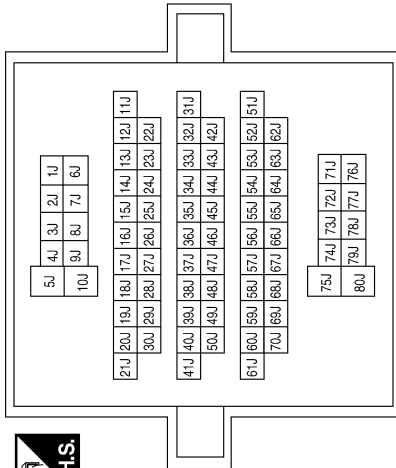 H.S.
5J 4J 3J 2J 1J
10J 9J 8J 7J 6J
21J 20J 19J 18J 17J 16J 15J 14J 13J 12J 11J
30J 29J 28J 27J 26J 25J 24J 23J 22J
41J 40J 39J 38J 37J 36J 35J 34J 33J 32J 31J
50J 49J 48J 47J 46J 45J 44J 43J 42J
61J 60J 59J 58J 57J 56J 55J 54J 53J 52J 51J
70J 69J 68J 67J 66J 65J 64J 63J 62J
75J 74J 73J 72J 71J
80J 79J 78J 77J 76J